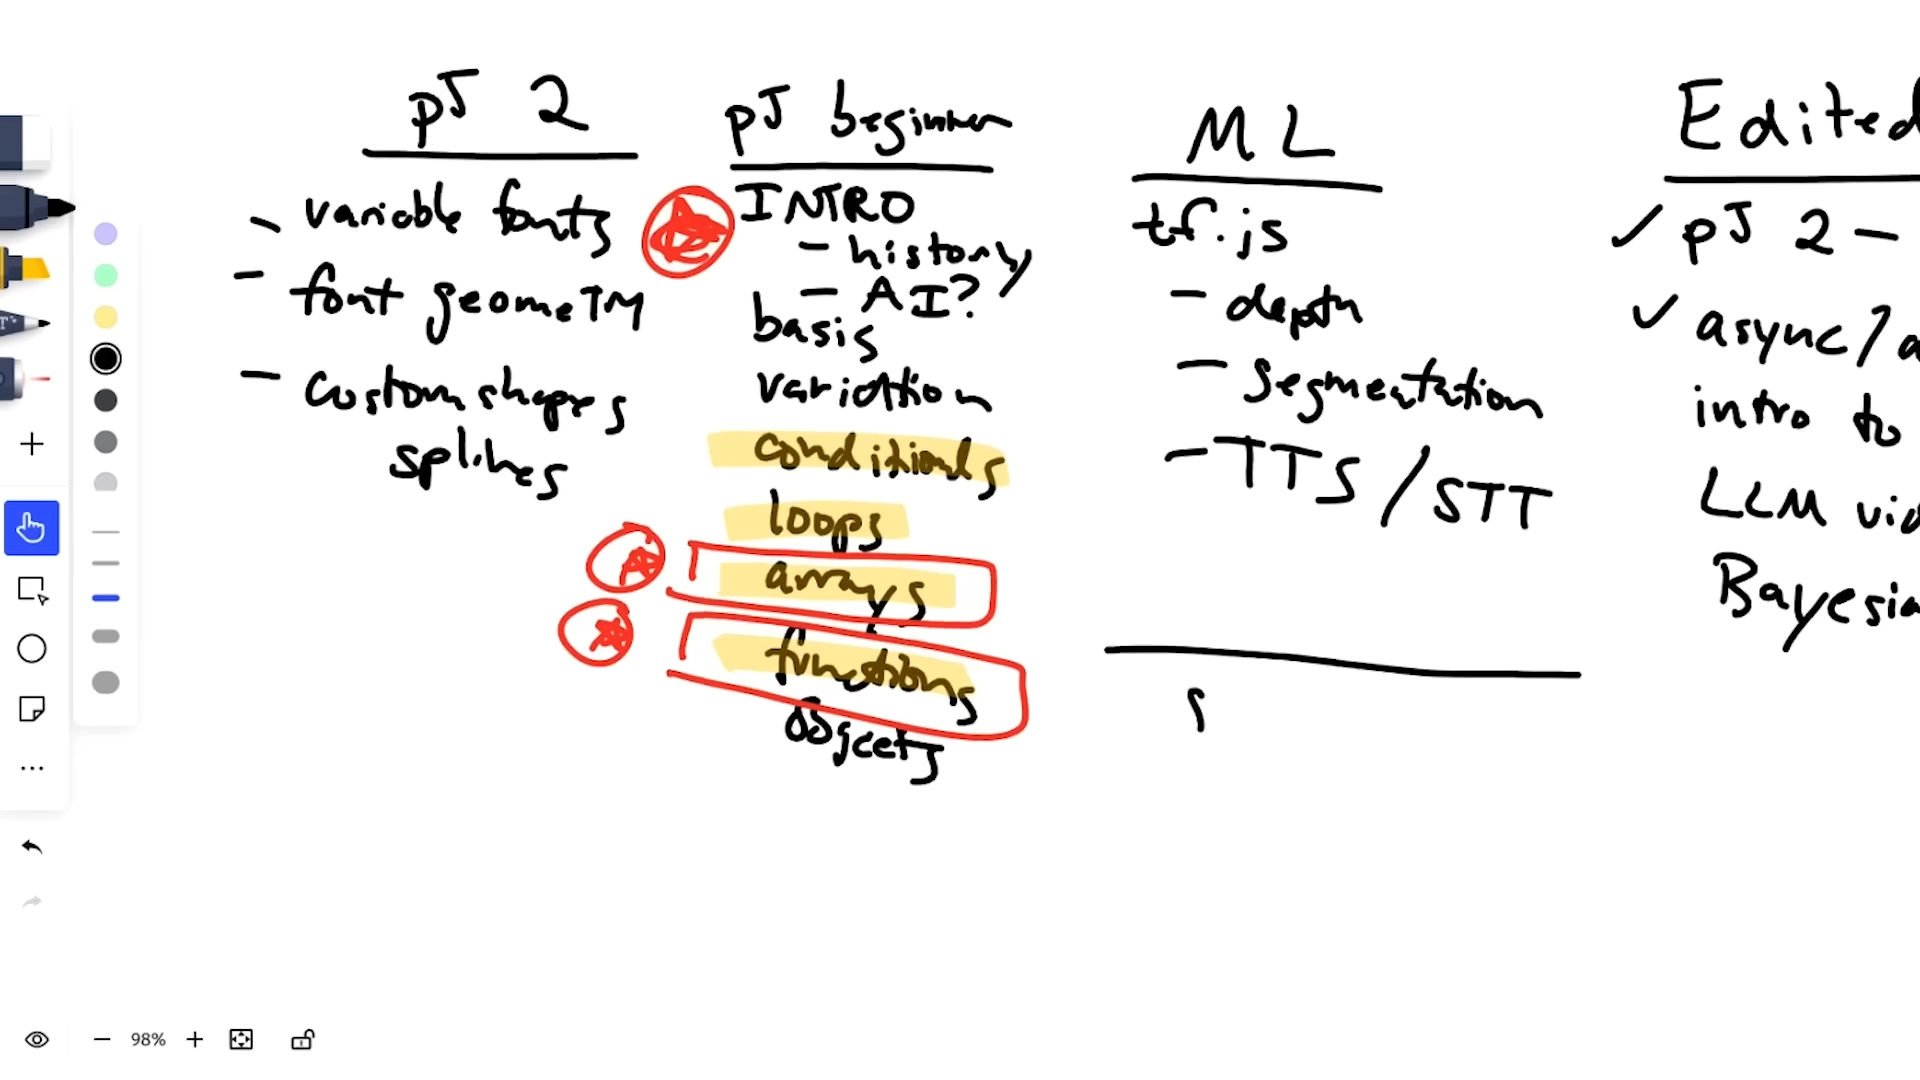 p5 2
variable fonts
font geometry
custom shapes
splines
p5 beginner
INTRO
- history
- AI?
basis
variation
conditionals
loops
arrays
functions
objects
ML
tf.js
- depth
- segmentation
- TTS / STT
Edited
✓ p5 2 -
✓ async/a
intro to
LLM vid
Bayesia
98%